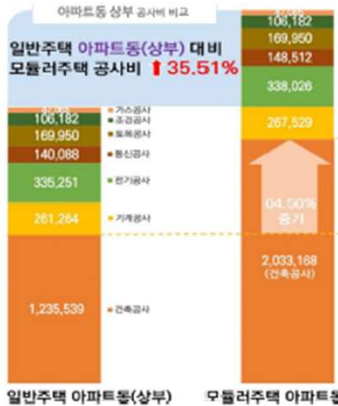 아파트동 상부 공사비 비교
일반주택 아파트동(상부) 대비
모듈러주택 공사비 ⬆ 35.51%
가스공사
106,182
조경공사
169,950
토목공사
140,088
통신공사
335,251
전기공사
261,264
기계공사
1,235,539
건축공사
106,182
169,950
148,512
338,026
267,529
64.56%
증가
2,033,168
(건축공사)
일반주택 아파트동(상부)
모듈러주택 아파트동